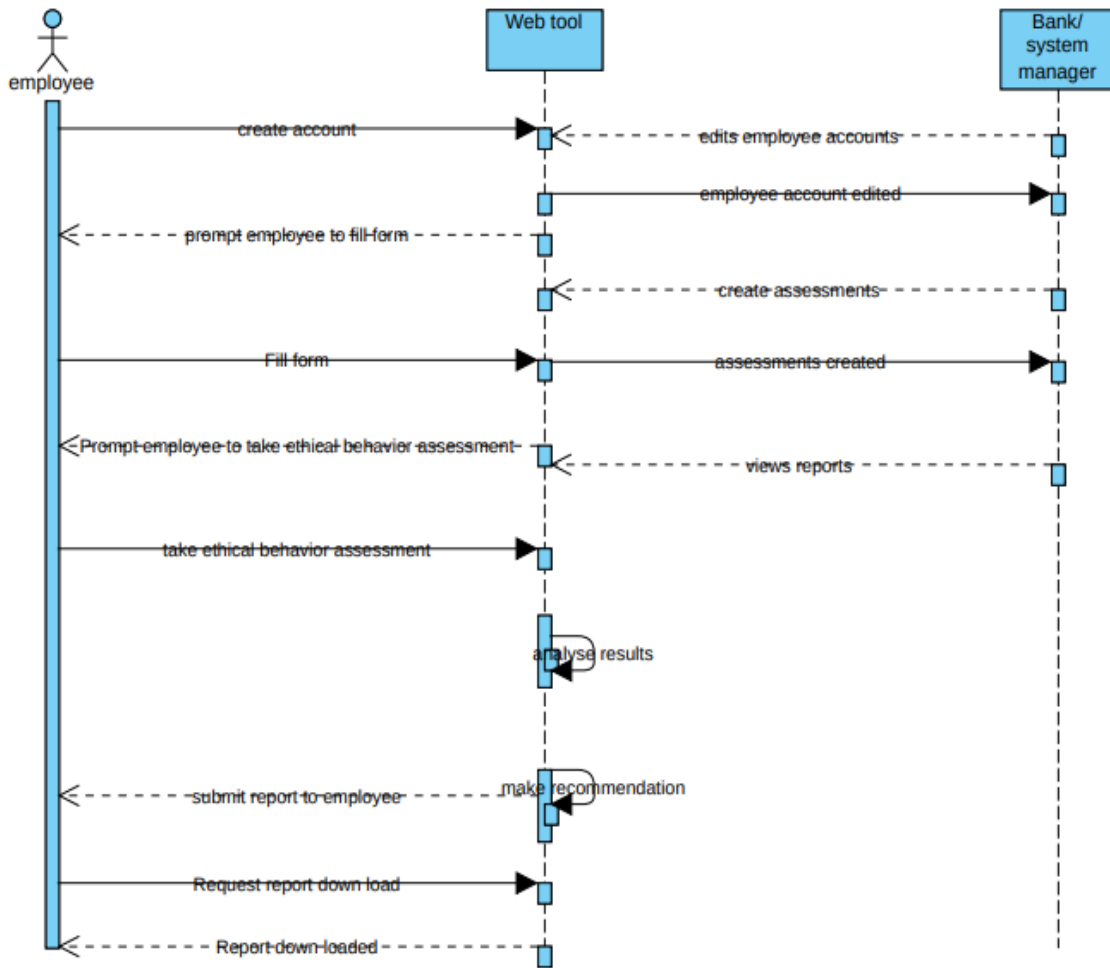 Web tool
Bank/
system
manager
employee
create account
edits employee accounts
employee account edited
prompt employee to fill form
create assessments
Fill form
assessments created
Prompt employee to take ethical behavior assessment
views reports
take ethical behavior assessment
analyse results
make recommendation
submit report to employee
Request report down load
Report down loaded